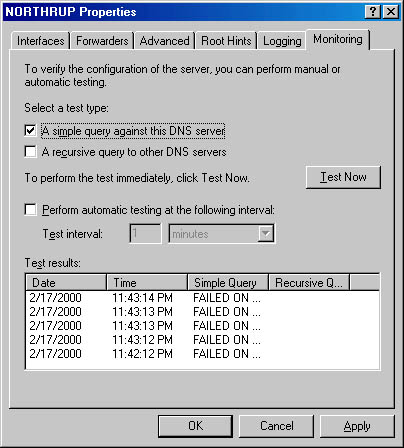 NORTHRUP Properties
Interfaces Forwarders Advanced Root Hints Logging Monitoring
To verify the configuration of the server, you can perform manual or
automatic testing.
Select a test type:
A simple query against this DNS server
A recursive query to other DNS servers
To perform the test immediately, click Test Now.
Test Now
Perform automatic testing at the following interval:
Test interval: 1 minutes
Test results:
Date Time Simple Query Recursive Q...
2/17/2000 11:43:14 PM FAILED ON ...
2/17/2000 11:43:13 PM FAILED ON ...
2/17/2000 11:43:13 PM FAILED ON ...
2/17/2000 11:42:12 PM FAILED ON ...
2/17/2000 11:42:12 PM FAILED ON ...
OK Cancel Apply